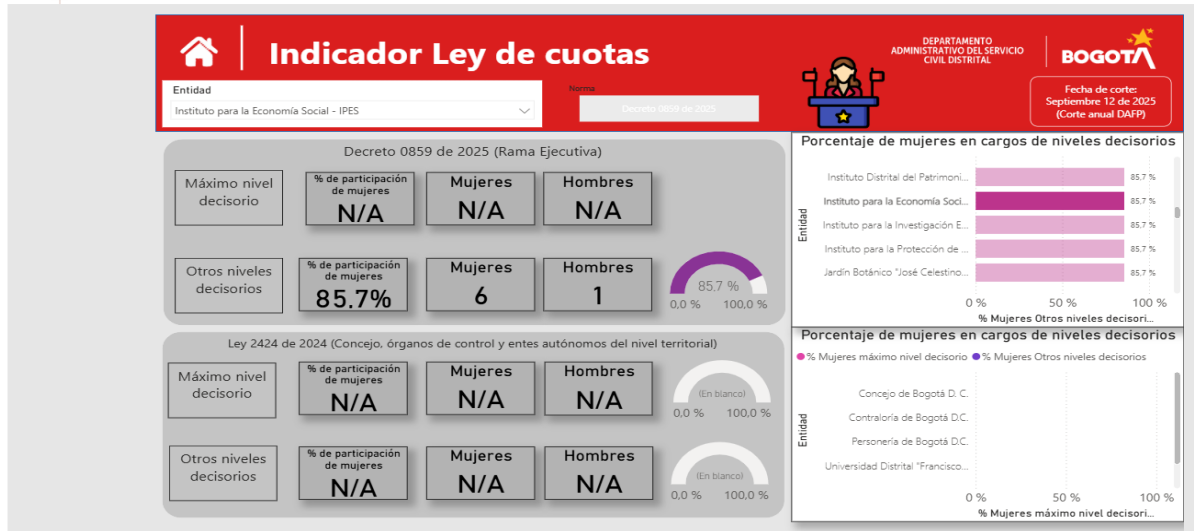 Indicador Ley de cuotas
DEPARTAMENTO
ADMINISTRATIVO DEL SERVICIO
CIVIL DISTRITAL
BOGOTÁ
Entidad
Instituto para la Economía Social - IPES
Norma
Decreto 0859 de 2025
Fecha de corte:
Septiembre 12 de 2025
(Corte anual DAFP)
Decreto 0859 de 2025 (Rama Ejecutiva)
Máximo nivel
decisorio
% de participación
de mujeres
N/A
Mujeres
N/A
Hombres
N/A
Otros niveles
decisorios
% de participación
de mujeres
85.7%
Mujeres
6
Hombres
1
85,7 %
0,0 %
100,0 %
Ley 2424 de 2024 (Concejo, órganos de control y entes autónomos del nivel territorial)
Máximo nivel
decisorio
% de participación
de mujeres
N/A
Mujeres
N/A
Hombres
N/A
(En blanco)
0,0 %
100,0 %
Otros niveles
decisorios
% de participación
de mujeres
N/A
Mujeres
N/A
Hombres
N/A
(En blanco)
0,0 %
100,0 %
Porcentaje de mujeres en cargos de niveles decisorios
Entidad
Instituto Distrital del Patrimoni... 85,7 %
Instituto para la Economía Soci... 85,7 %
Instituto para la Investigación E... 85,7 %
Instituto para la Protección de ... 85,7 %
Jardín Botánico "José Celestino... 85,7 %
0 % 50 % 100 %
% Mujeres Otros niveles decisori...
Porcentaje de mujeres en cargos de niveles decisorios
% Mujeres máximo nivel decisorio % Mujeres Otros niveles decisorios
Entidad
Concejo de Bogotá D. C.
Contraloría de Bogotá D.C.
Personería de Bogotá D.C.
Universidad Distrital "Francisco...
0 % 50 % 100 %
% Mujeres máximo nivel decisori...